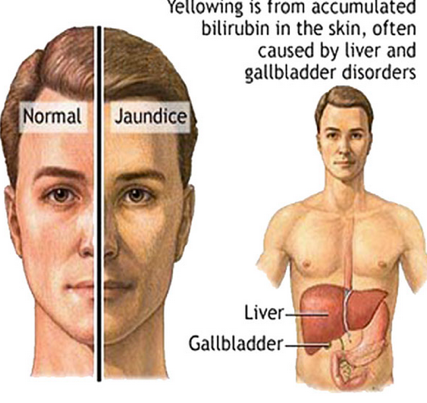 Yellowing is from accumulated
bilirubin in the skin, often
caused by liver and
gallbladder disorders
Normal
Jaundice
Liver
Gallbladder